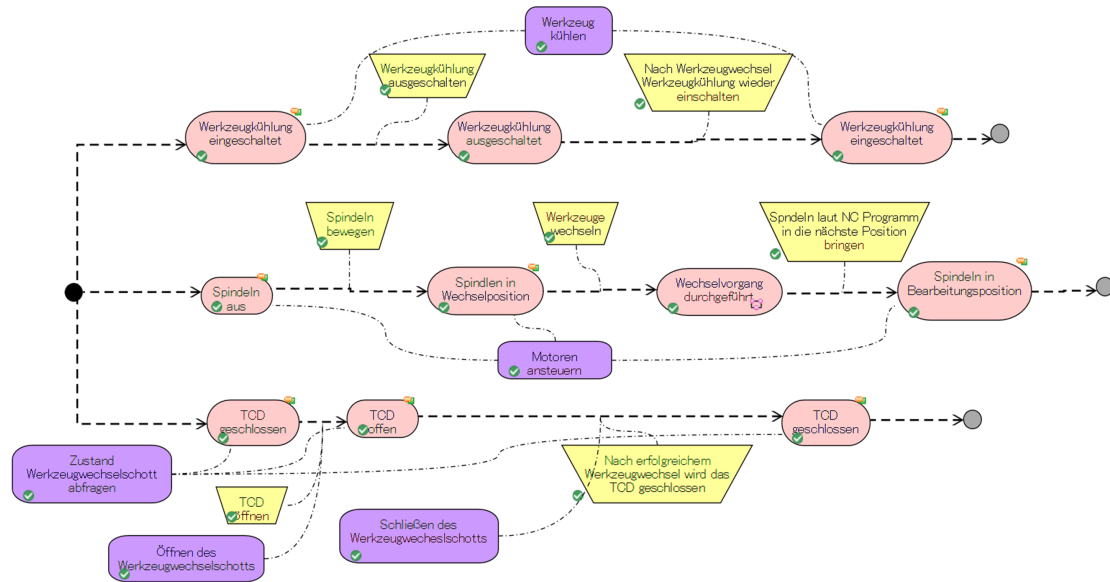 Werkzeug
kühlen
Werkzeugkühlung
ausgeschalten
Nach Werkzeugwechsel
Werkzeugkühlung wieder
einschalten
Werkzeugkühlung
eingeschaltet
Werkzeugkühlung
ausgeschaltet
Werkzeugkühlung
eingeschaltet
Spindeln
bewegen
Werkzeuge
wechseln
Spndeln laut NC Programm
in die nächste Position
bringen
Spindeln
aus
Spindlen in
Wechselposition
Wechselvorgang
durchgeführt
Spindeln in
Bearbeitungsposition
Motoren
ansteuern
TCD
geschlossen
TCD
offen
TCD
geschlossen
Zustand
Werkzeugwechselschott
abfragen
TCD
öffnen
Nach erfolgreichem
Werkzeugwechsel wird das
TCD geschlossen
Schließen des
Werkzeugwecheslschotts
Öffnen des
Werkzeugwechselschotts